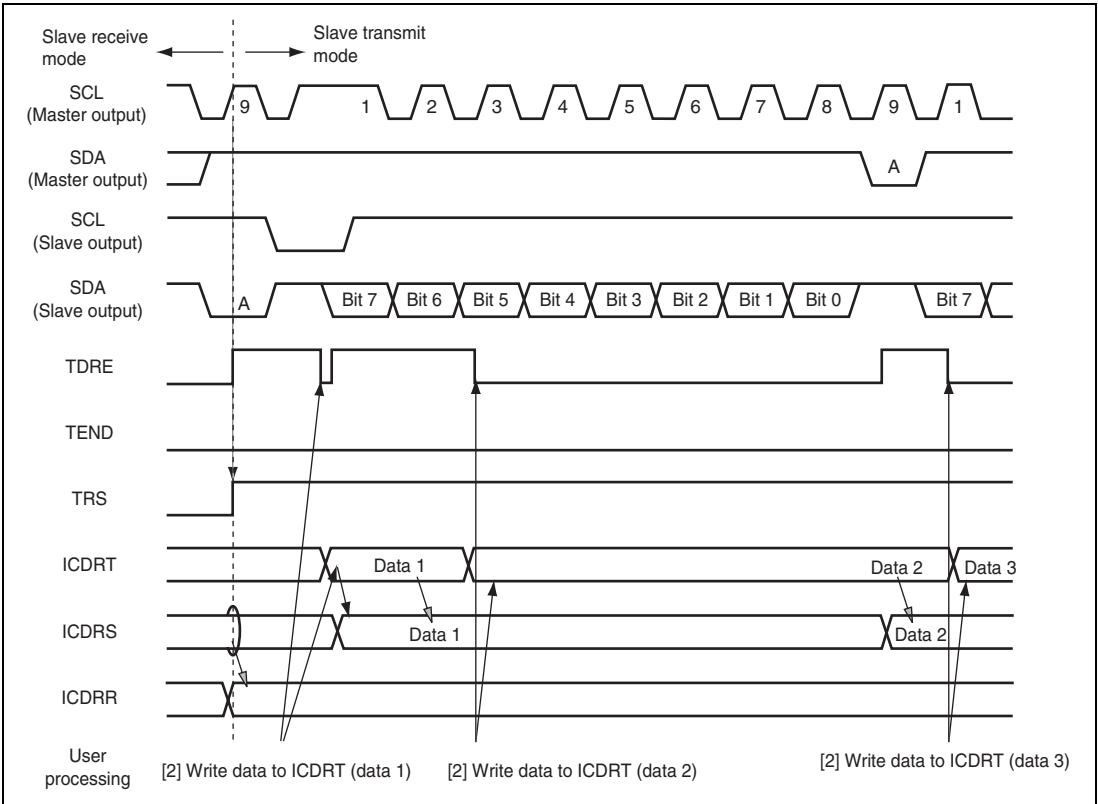 Slave receive
mode
Slave transmit
mode
SCL
(Master output)
9 1 2 3 4 5 6 7 8 9 1
SDA
(Master output)
A
SCL
(Slave output)
SDA
(Slave output)
A Bit 7 Bit 6 Bit 5 Bit 4 Bit 3 Bit 2 Bit 1 Bit 0 Bit 7
TDRE
TEND
TRS
ICDRT
Data 1 Data 2 Data 3
ICDRS
Data 1 Data 2
ICDRR
User
processing
[2] Write data to ICDRT (data 1) [2] Write data to ICDRT (data 2) [2] Write data to ICDRT (data 3)